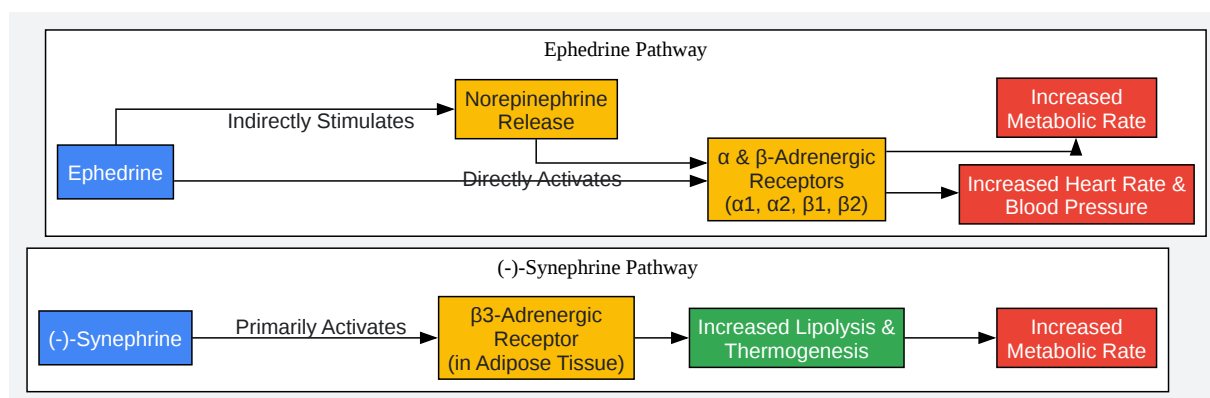 Ephedrine Pathway
Indirectly Stimulates
Norepinephrine
Release
Increased
Metabolic Rate
Ephedrine
Directly Activates
α & β-Adrenergic
Receptors
(α1, α2, β1, β2)
Increased Heart Rate &
Blood Pressure
(-)-Synephrine Pathway
(-)-Synephrine
Primarily Activates
β3-Adrenergic
Receptor
(in Adipose Tissue)
Increased Lipolysis &
Thermogenesis
Increased
Metabolic Rate